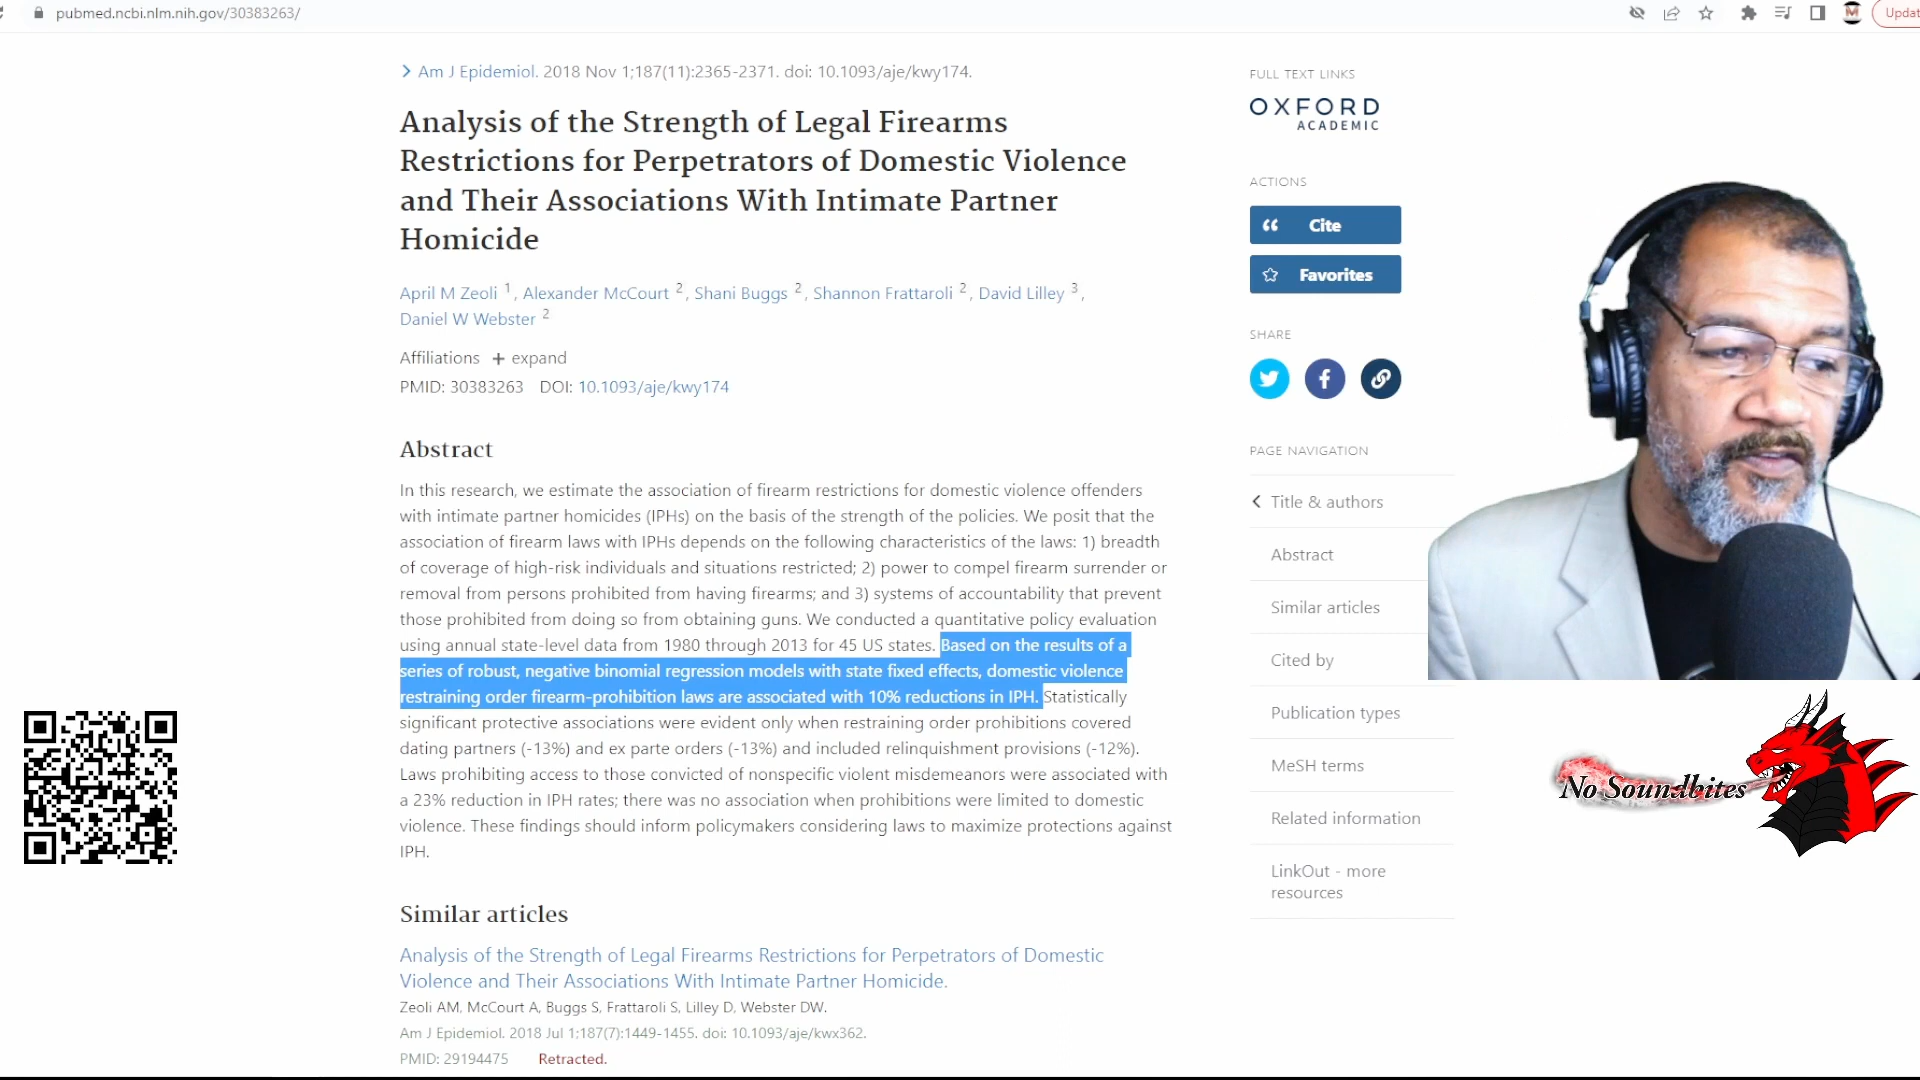 pubmed.ncbi.nlm.nih.gov/30383263/
Updat
Am J Epidemiol. 2018 Nov 1;187(11):2365-2371. doi: 10.1093/aje/kwy174.
Analysis of the Strength of Legal Firearms
Restrictions for Perpetrators of Domestic Violence
and Their Associations With Intimate Partner
Homicide
April M Zeoli 1, Alexander McCourt 2, Shani Buggs 2, Shannon Frattaroli 2, David Lilley 3,
Daniel W Webster 2
Affiliations + expand
PMID: 30383263 DOI: 10.1093/aje/kwy174
Abstract
In this research, we estimate the association of firearm restrictions for domestic violence offenders
with intimate partner homicides (IPHs) on the basis of the strength of the policies. We posit that the
association of firearm laws with IPHs depends on the following characteristics of the laws: 1) breadth
of coverage of high-risk individuals and situations restricted; 2) power to compel firearm surrender or
removal from persons prohibited from having firearms; and 3) systems of accountability that prevent
those prohibited from doing so from obtaining guns. We conducted a quantitative policy evaluation
using annual state-level data from 1980 through 2013 for 45 US states. Based on the results of a
series of robust, negative binomial regression models with state fixed effects, domestic violence
restraining order firearm-prohibition laws are associated with 10% reductions in IPH. Statistically
significant protective associations were evident only when restraining order prohibitions covered
dating partners (-13%) and ex parte orders (-13%) and included relinquishment provisions (-12%).
Laws prohibiting access to those convicted of nonspecific violent misdemeanors were associated with
a 23% reduction in IPH rates; there was no association when prohibitions were limited to domestic
violence. These findings should inform policymakers considering laws to maximize protections against
IPH.
Similar articles
Analysis of the Strength of Legal Firearms Restrictions for Perpetrators of Domestic
Violence and Their Associations With Intimate Partner Homicide.
Zeoli AM, McCourt A, Buggs S, Frattaroli S, Lilley D, Webster DW.
Am J Epidemiol. 2018 Jul 1;187(7):1449-1455. doi: 10.1093/aje/kwx362.
PMID: 29194475 Retracted.
FULL TEXT LINKS
OXFORD
ACADEMIC
ACTIONS
Cite
Favorites
SHARE
PAGE NAVIGATION
Title & authors
Abstract
Similar articles
Cited by
Publication types
MeSH terms
Related information
LinkOut - more
resources
No Soundbites